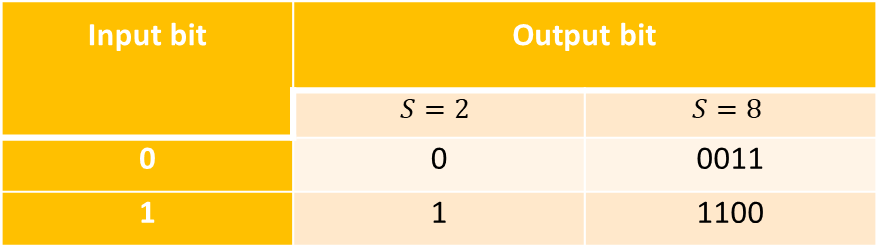 Input bit Output bit
S = 2 S = 8
0 0 0011
1 1 1100